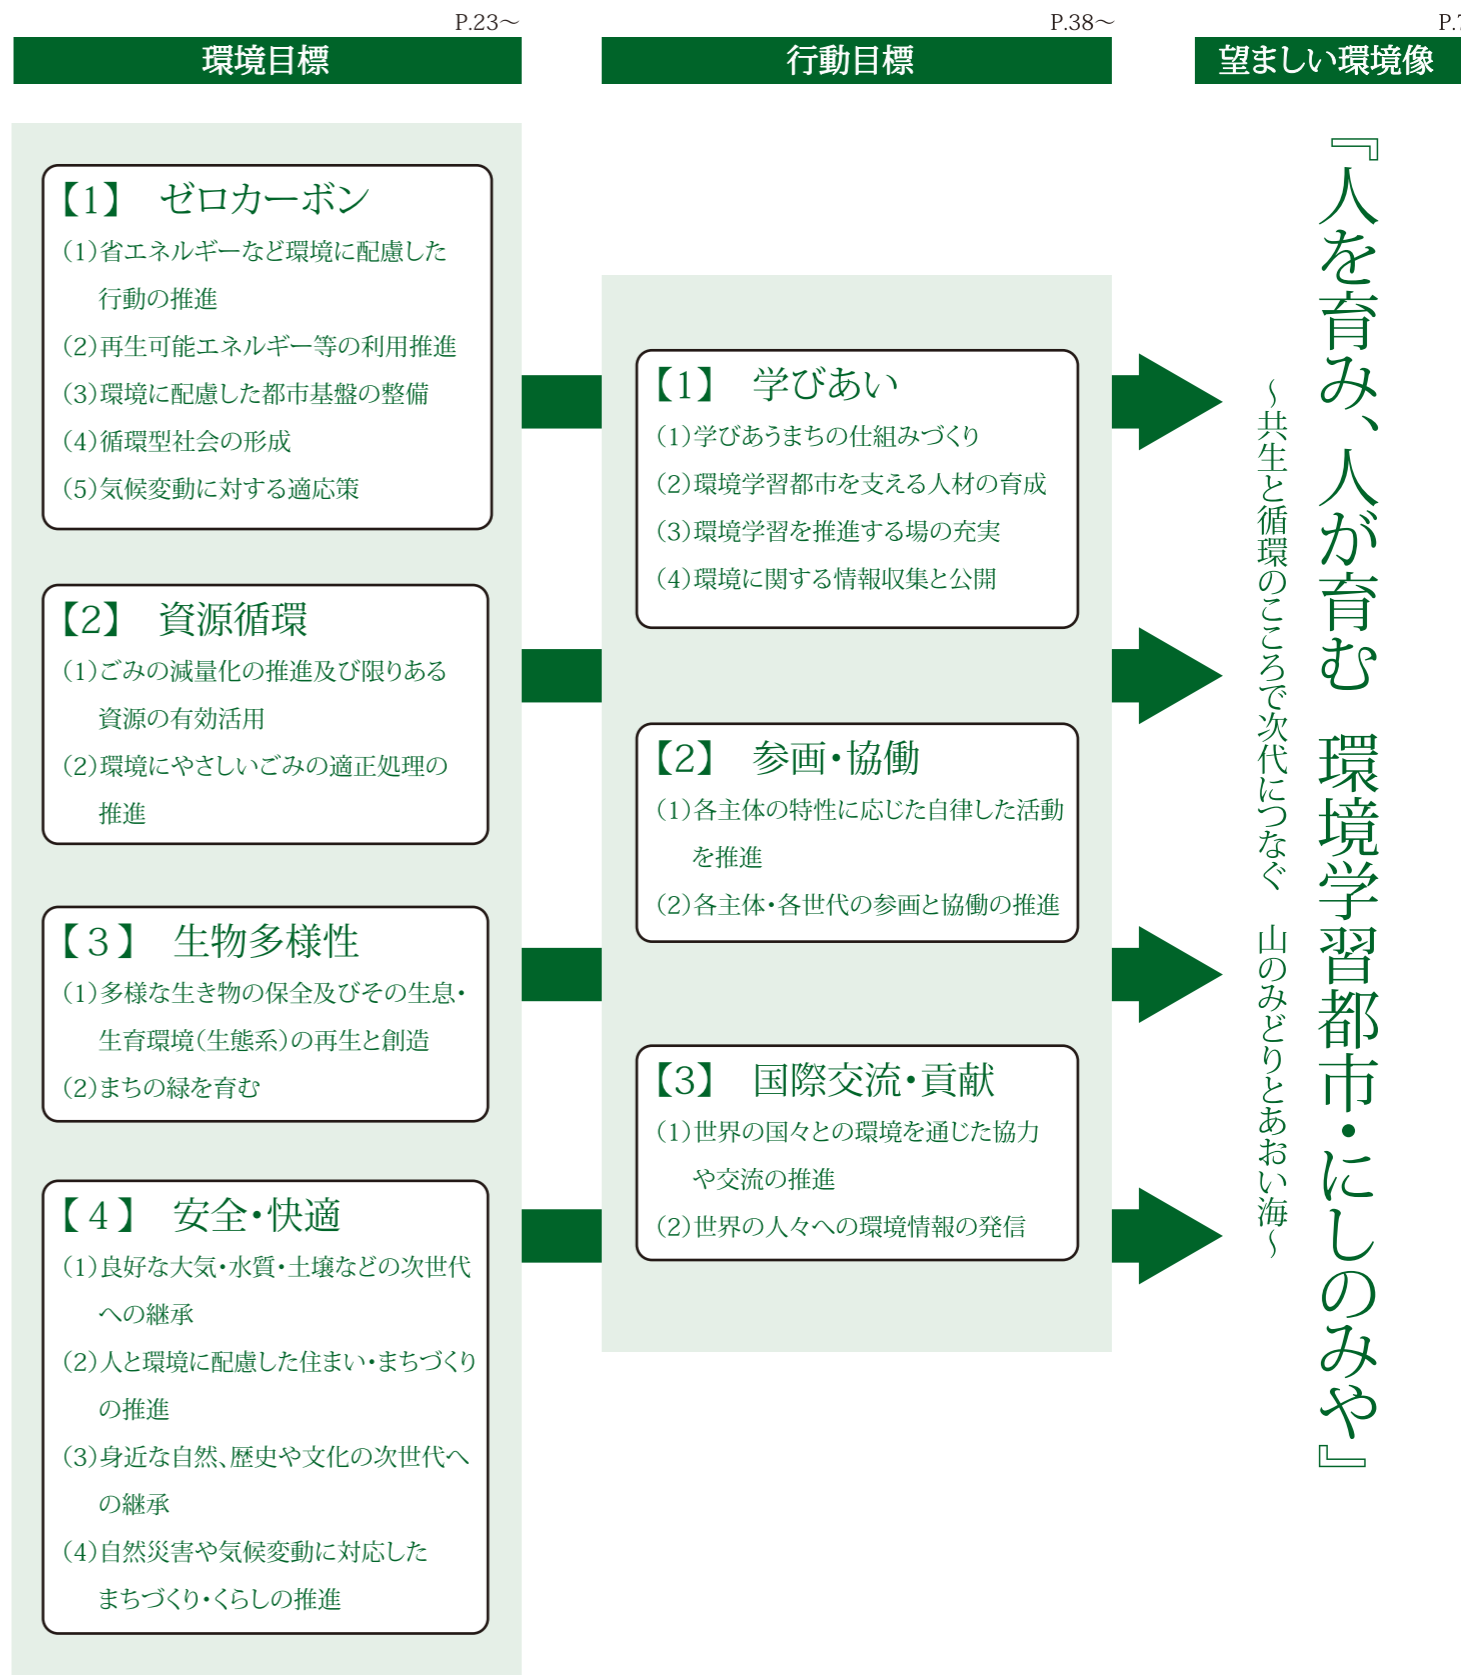 P.23～
環境目標
【1】　ゼロカーボン
（1）省エネルギーなど環境に配慮した
行動の推進
（2）再生可能エネルギー等の利用推進
（3）環境に配慮した都市基盤の整備
（4）循環型社会の形成
（5）気候変動に対する適応策
【2】　資源循環
（1）ごみの減量化の推進及び限りある
資源の有効活用
（2）環境にやさしいごみの適正処理の
推進
【3】　生物多様性
（1）多様な生き物の保全及びその生息・
生育環境（生態系）の再生と創造
（2）まちの緑を育む
【4】　安全・快適
（1）良好な大気・水質・土壌などの次世代
への継承
（2）人と環境に配慮した住まい・まちづくり
の推進
（3）身近な自然、歴史や文化の次世代へ
の継承
（4）自然災害や気候変動に対応した
まちづくり・くらしの推進
P.38～
行動目標
【1】　学びあい
（1）学びあうまちの仕組みづくり
（2）環境学習都市を支える人材の育成
（3）環境学習を推進する場の充実
（4）環境に関する情報収集と公開
【2】　参画・協働
（1）各主体の特性に応じた自律した活動
を推進
（2）各主体・各世代の参画と協働の推進
【3】　国際交流・貢献
（1）世界の国々との環境を通じた協力
や交流の推進
（2）世界の人々への環境情報の発信
P.
望ましい環境像
『人を育み、人が育む　環境学習都市・にしのみや』
～共生と循環のこころで次代につなぐ　山のみどりとあおい海～